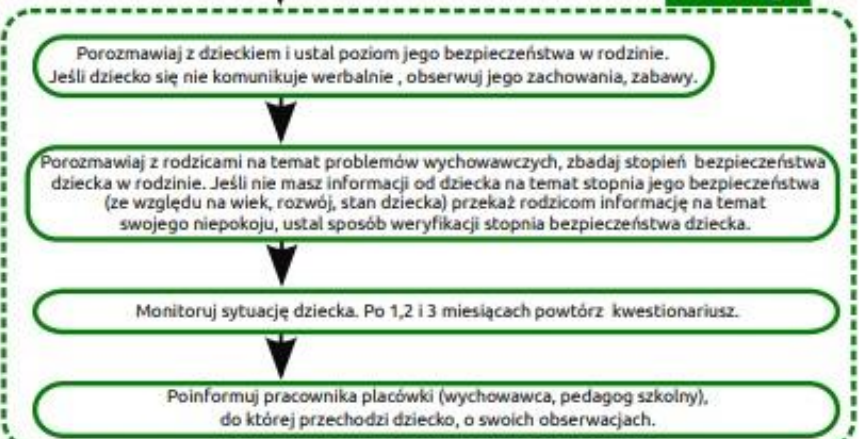 Porozmawiaj z dzieckiem i ustal poziom jego bezpieczeństwa w rodzinie.
Jeśli dziecko się nie komunikuje werbalnie , obserwuj jego zachowania, zabawy.
Porozmawiaj z rodzicami na temat problemów wychowawczych, zbadaj stopień bezpieczeństwa
dziecka w rodzinie. Jeśli nie masz informacji od dziecka na temat stopnia jego bezpieczeństwa
(ze względu na wiek, rozwój, stan dziecka) przekaż rodzicom informację na temat
swojego niepokoju, ustal sposób weryfikacji stopnia bezpieczeństwa dziecka.
Monitoruj sytuację dziecka. Po 1,2 i 3 miesiącach powtórz kwestionariusz.
Poinformuj pracownika placówki (wychowawca, pedagog szkolny),
do której przechodzi dziecko, o swoich obserwacjach.